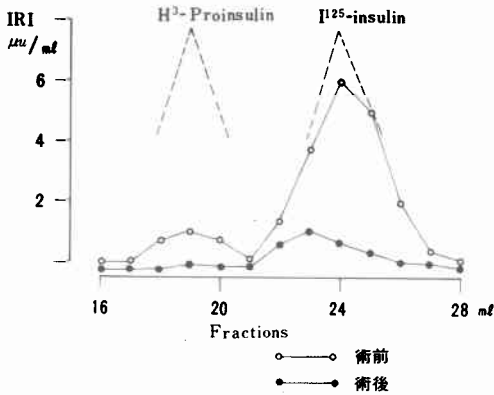 IRI
μu/ml
H³-Proinsulin
I¹²⁵-insulin
6
4
2
16
20
24
28 ml
Fractions
術前
術後